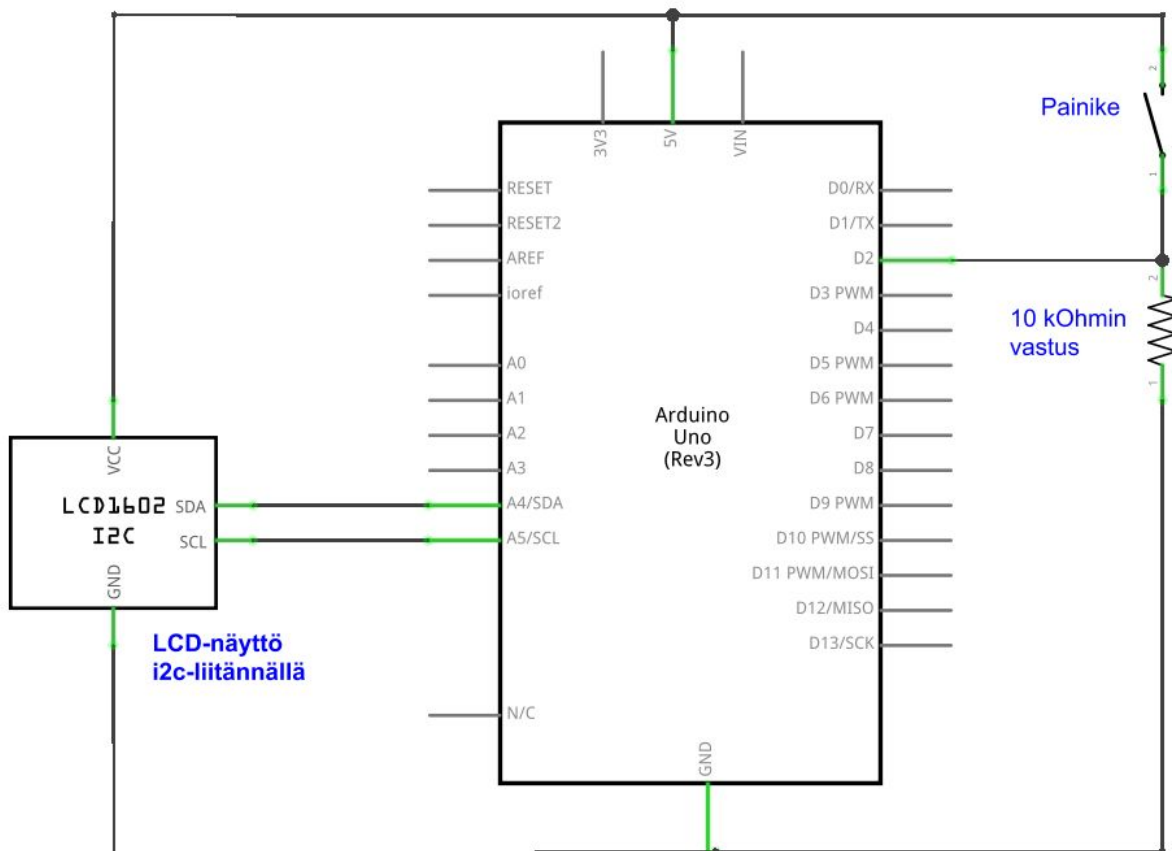 3V3
5V
VIN
RESET
RESET2
AREF
ioref
A0
A1
A2
A3
A4/SDA
A5/SCL
N/C
Arduino
Uno
(Rev3)
GND
D0/RX
D1/TX
D2
D3 PWM
D4
D5 PWM
D6 PWM
D7
D8
D9 PWM
D10 PWM/SS
D11 PWM/MOSI
D12/MISO
D13/SCK
2
Painike
1
2
10 kOhmin
vastus
1
VCC
LCD1602
I2C
SDA
SCL
GND
LCD-näyttö
i2c-liitännällä